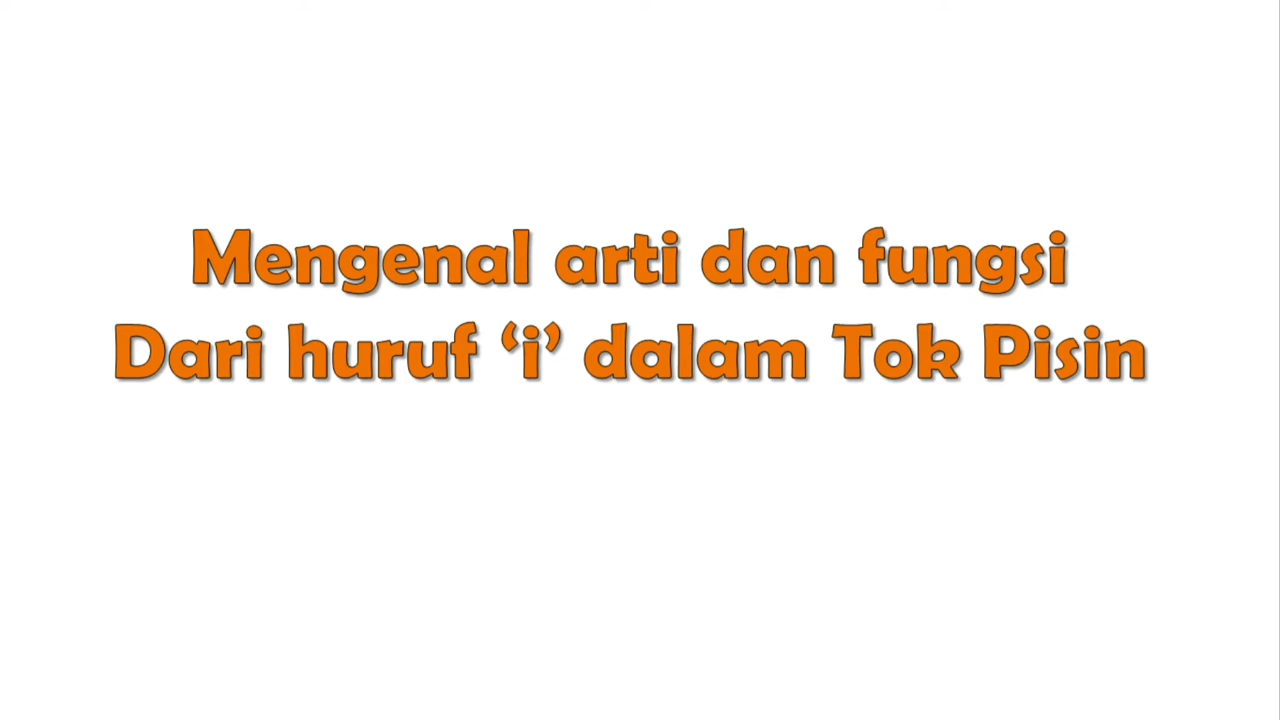 Mengenal arti dan fungsi
Dari huruf ‘i’ dalam Tok Pisin